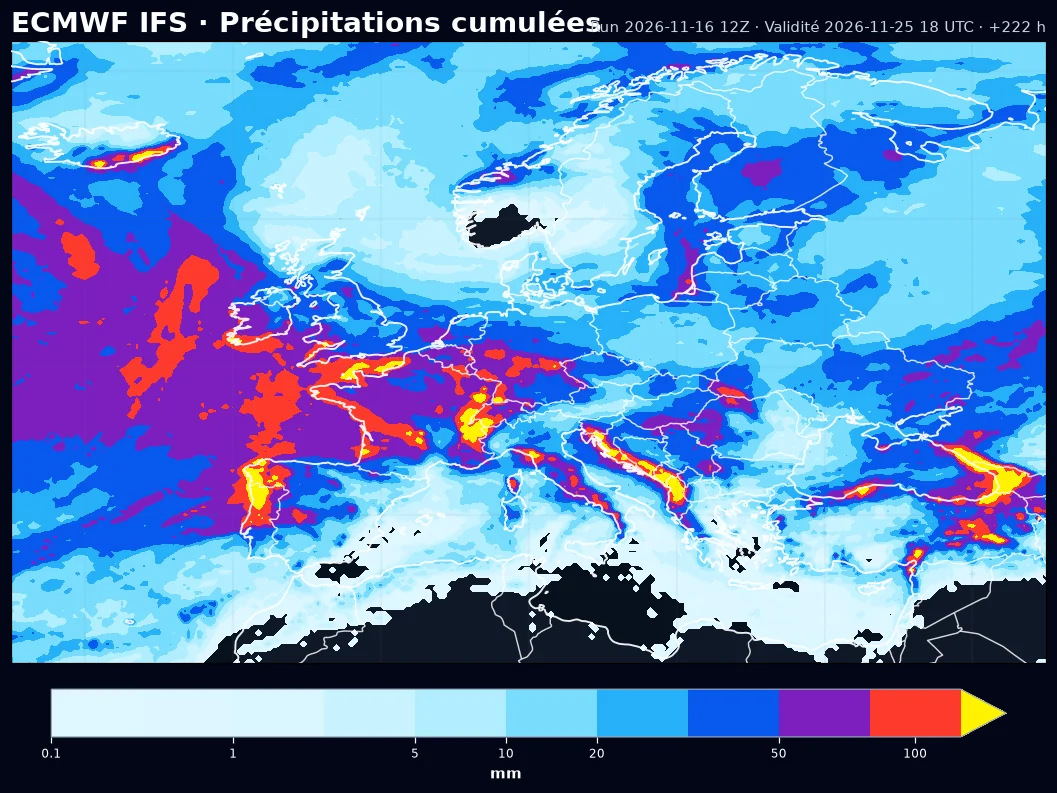 ECMWF IFS · Précipitations cumulées
Run 2026-11-16 12Z · Validité 2026-11-25 18 UTC · +222 h
0.1 1 5 10 20 50 100
mm